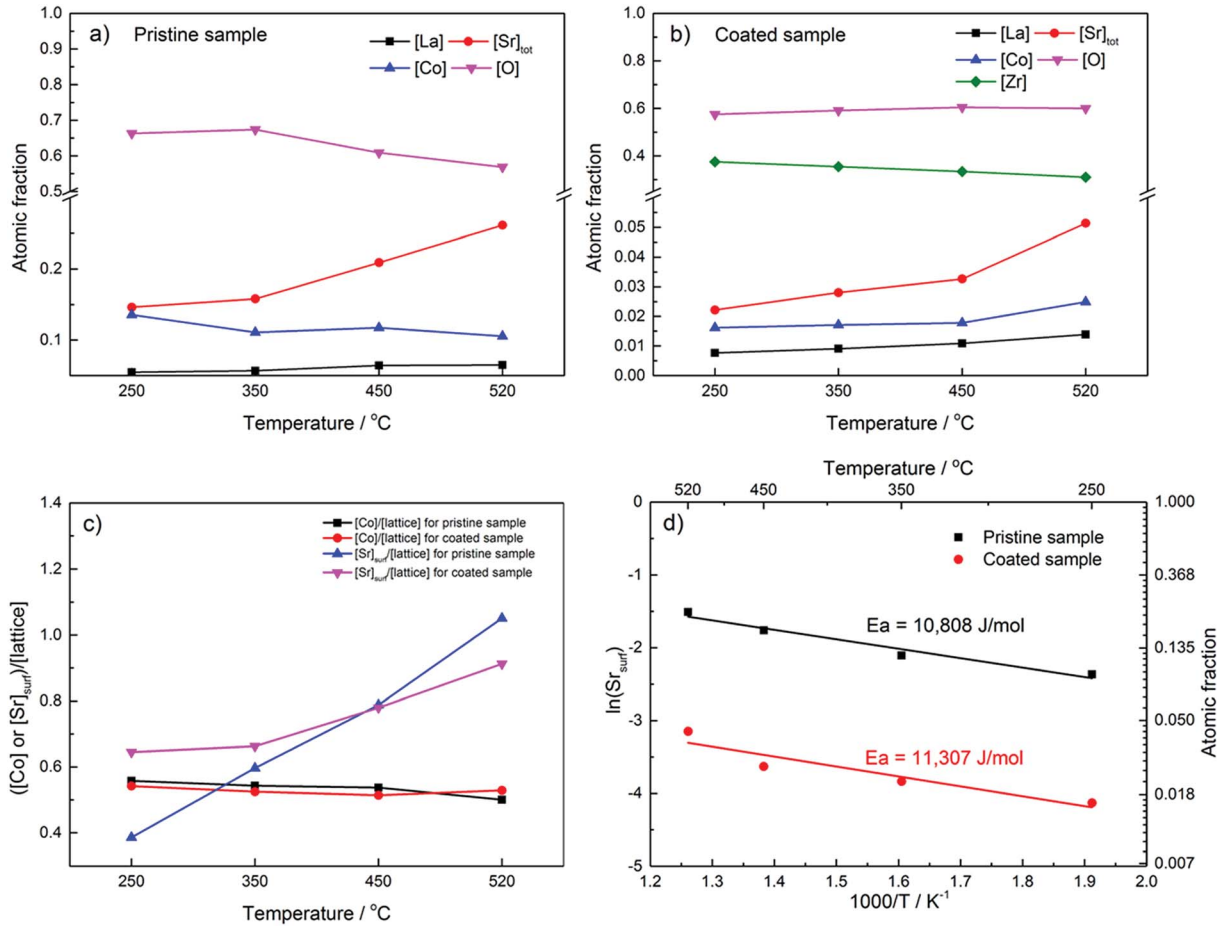 a) Pristine sample
[La] [Sr]tot
[Co] [O]
1.0
0.9
0.8
0.7
0.6
0.5
0.2
0.1
Atomic fraction
250 350 450 520
Temperature / °C
b) Coated sample
[La] [Sr]tot
[Co] [O]
[Zr]
1.0
0.8
0.6
0.4
0.05
0.04
0.03
0.02
0.01
0.00
Atomic fraction
250 350 450 520
Temperature / °C
c)
[Co]/[lattice] for pristine sample
[Co]/[lattice] for coated sample
[Sr]surf/[lattice] for pristine sample
[Sr]surf/[lattice] for coated sample
1.4
1.2
1.0
0.8
0.6
0.4
([Co] or [Sr]surf)/[lattice]
250 350 450 520
Temperature / °C
Temperature / °C
520 450 350 250
d)
Pristine sample
Coated sample
Ea = 10,808 J/mol
Ea = 11,307 J/mol
0
-1
-2
-3
-4
-5
ln(Srsurf)
1.000
0.368
0.135
0.050
0.018
0.007
Atomic fraction
1.2 1.3 1.4 1.5 1.6 1.7 1.8 1.9 2.0
1000/T / K-1